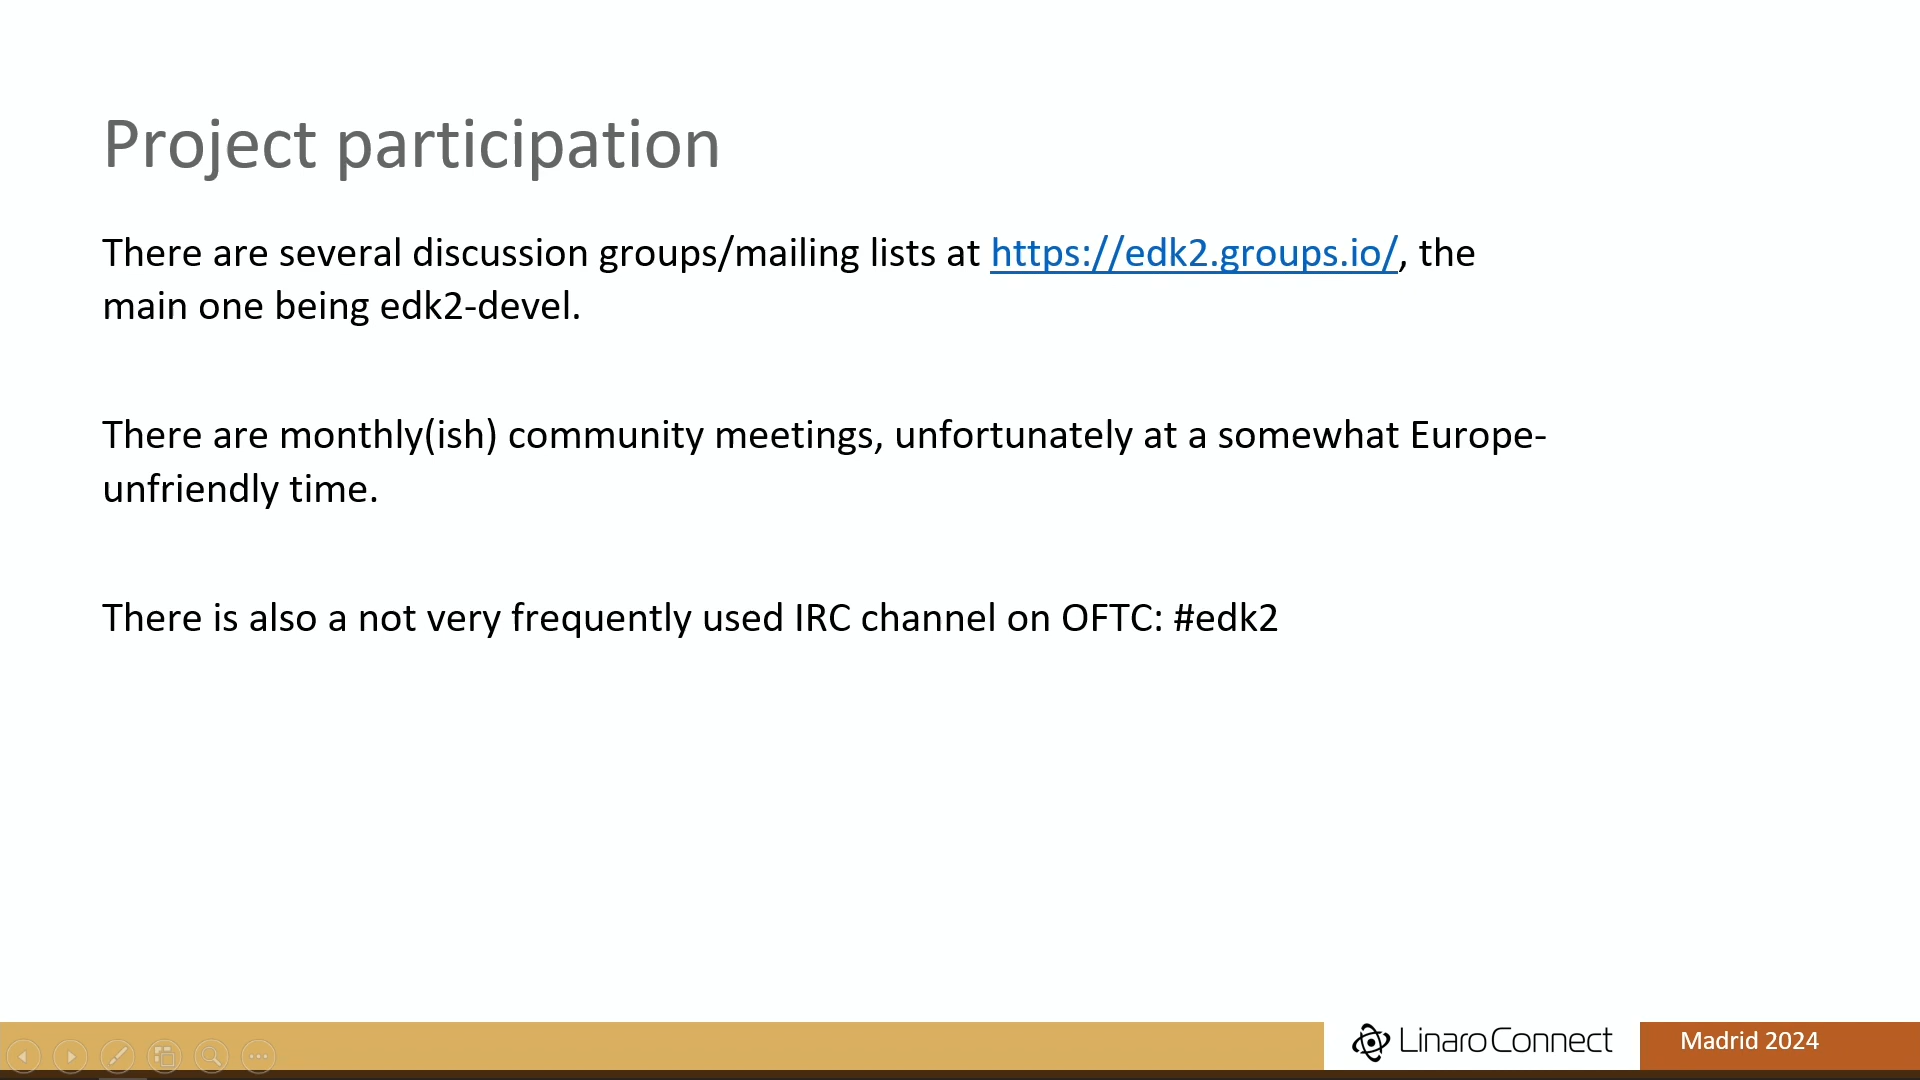 Project participation
There are several discussion groups/mailing lists at https://edk2.groups.io/, the
main one being edk2-devel.
There are monthly(ish) community meetings, unfortunately at a somewhat Europe-
unfriendly time.
There is also a not very frequently used IRC channel on OFTC: #edk2
Linaro Connect
Madrid 2024